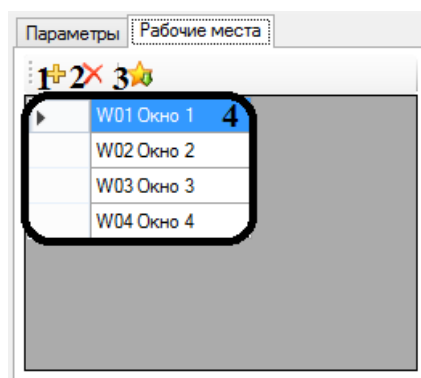 Параметры Рабочие места
1 2 3
W01 Окно 1 4
W02 Окно 2
W03 Окно 3
W04 Окно 4